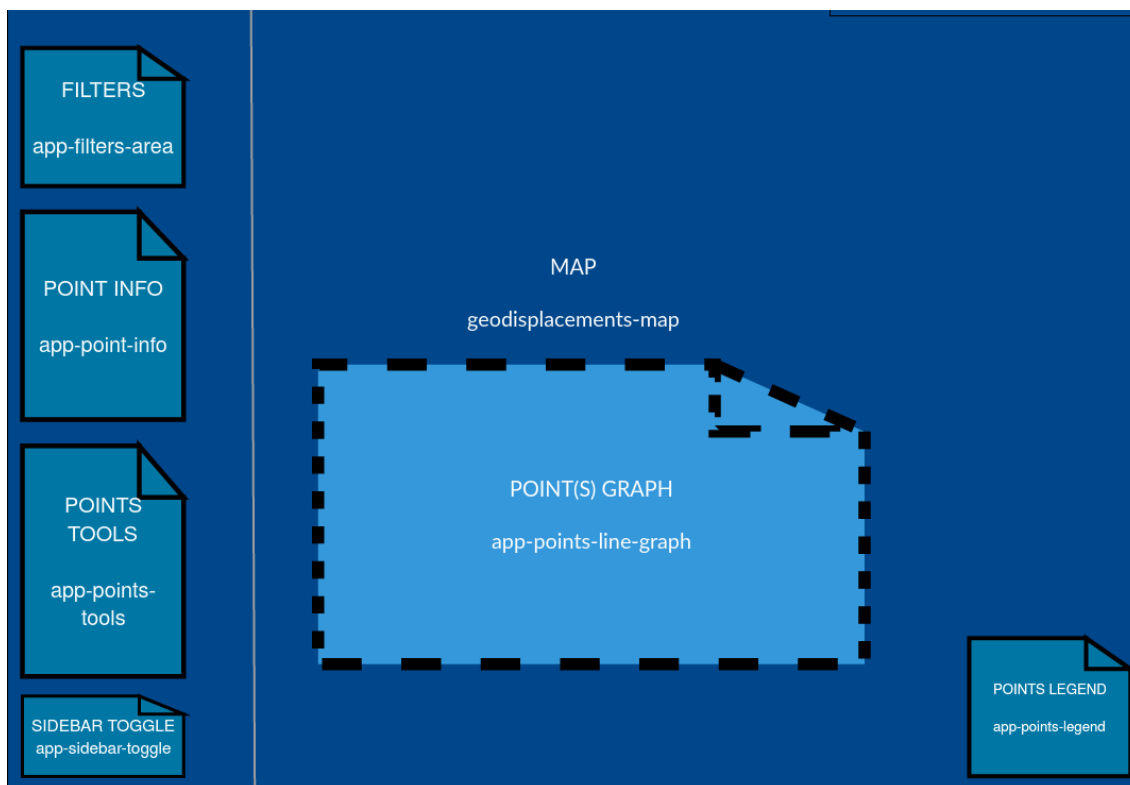 FILTERS
app-filters-area
POINT INFO
app-point-info
POINTS
TOOLS
app-points-
tools
SIDEBAR TOGGLE
app-sidebar-toggle
MAP
geodisplacements-map
POINT(S) GRAPH
app-points-line-graph
POINTS LEGEND
app-points-legend